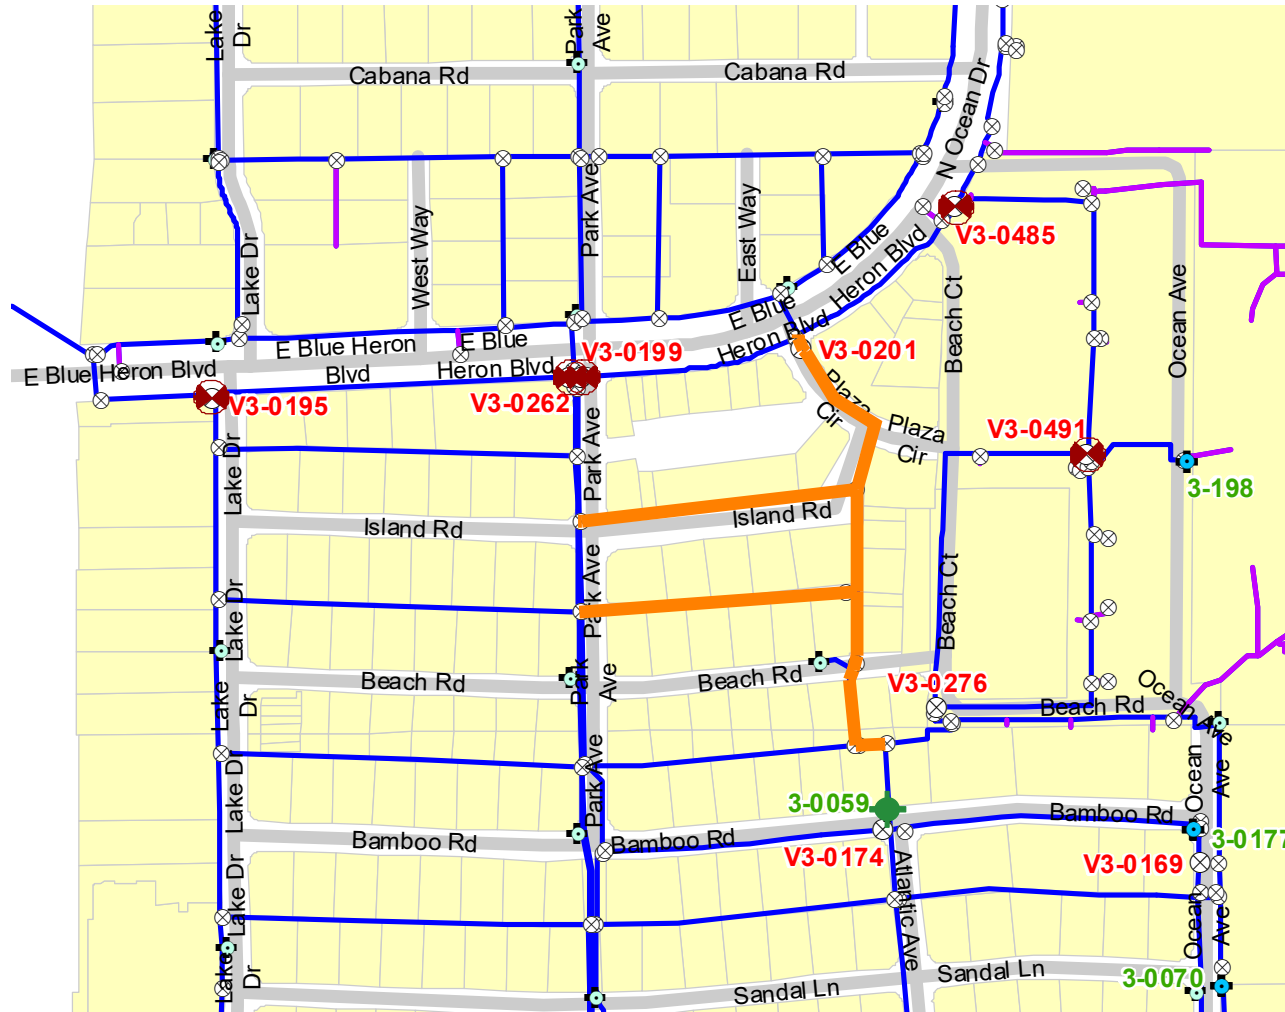 Lake
Dr
Park
Ave
Cabana Rd
Cabana Rd
N Ocean Dr
Park Ave
West Way
East Way
Lake Dr
E Blue
Heron Blvd
V3-0485
Beach Ct
Ocean Ave
E Blue
Heron Blvd
E Blue Heron
Blvd
E Blue
Heron Blvd
E Blue Heron Blvd
V3-0199
V3-0201
V3-0195
V3-0262
Plaza
Cir
Plaza
Cir
V3-0491
3-198
Lake Dr
Park Ave
Island Rd
Island Rd
Park Ave
Lake Dr
Beach Ct
Park
Ave
Beach Rd
Beach Rd
V3-0276
Lake
Dr
Beach Rd
Ocean Ave
Lake Dr
Park Ave
Ocean
Ave
3-0059
Bamboo Rd
Bamboo Rd
Bamboo Rd
3-0177
V3-0174
V3-0169
Lake Dr
Atlantic Ave
Ocean
Ave
Lake
Dr
Sandal Ln
Sandal Ln
3-0070